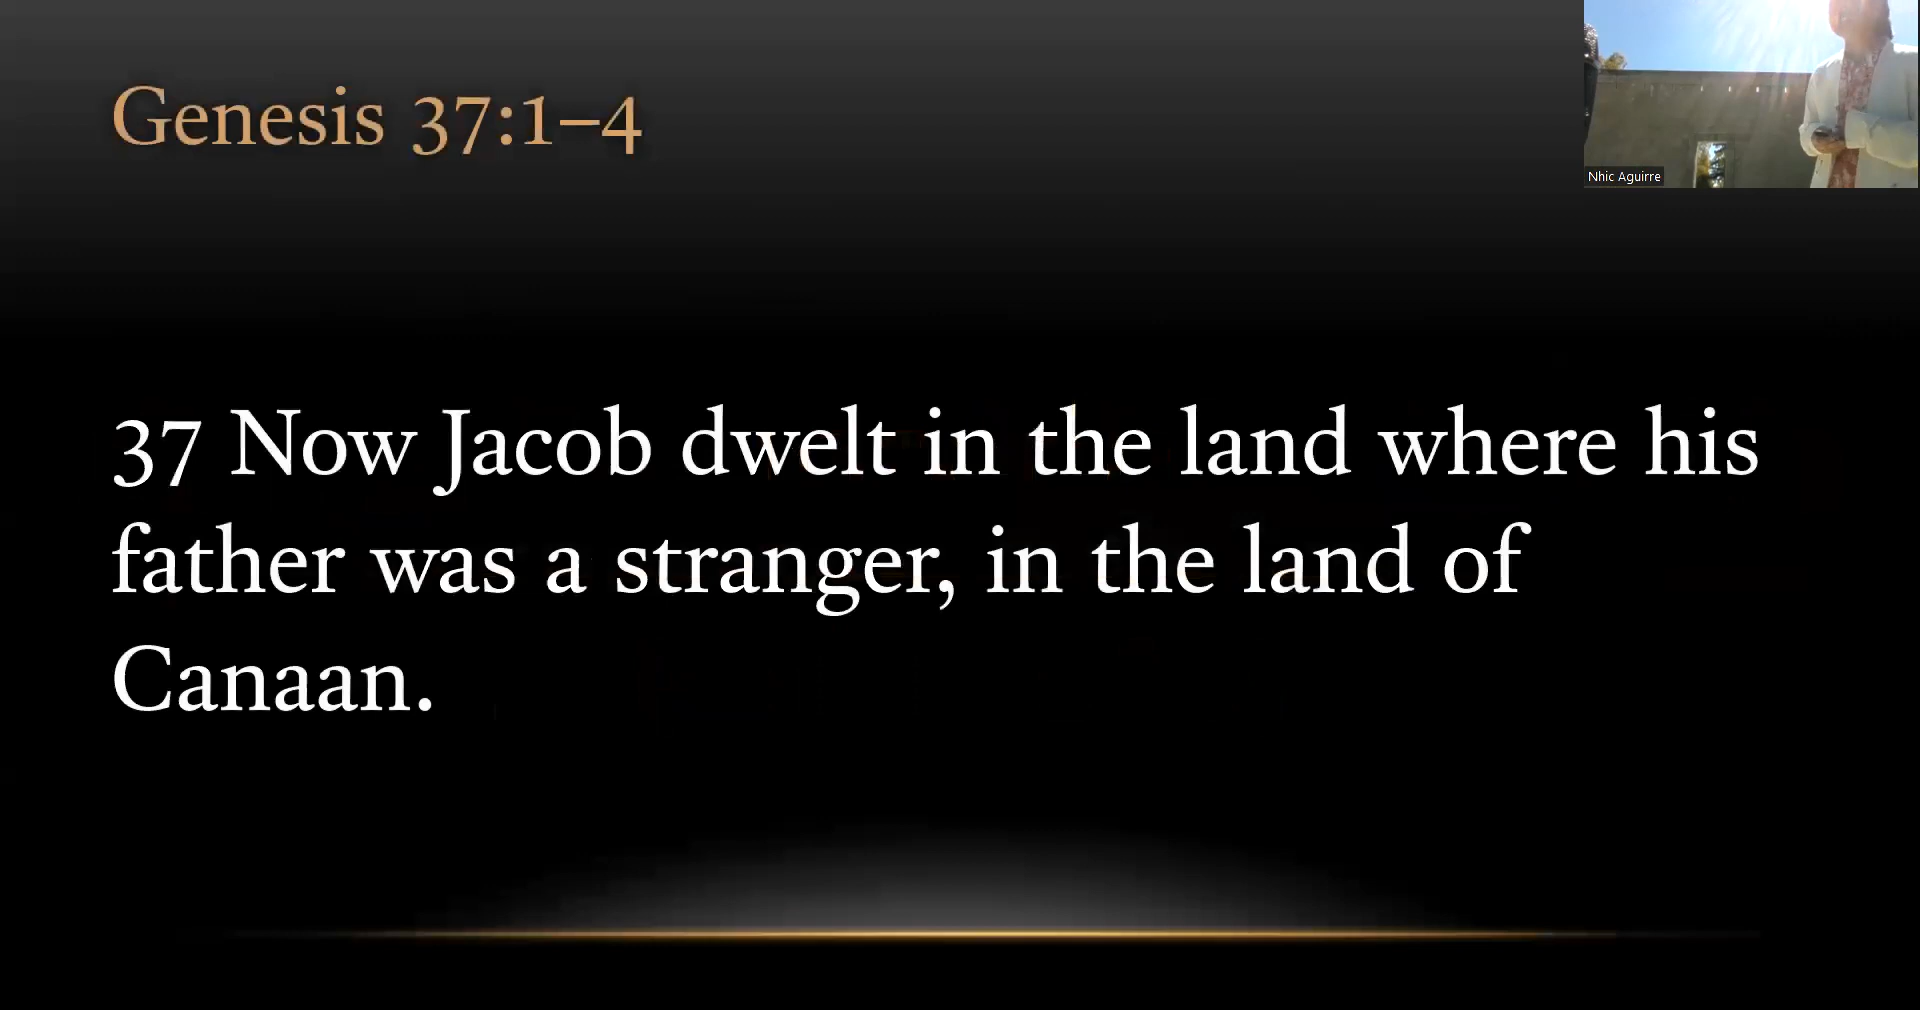 Genesis 37:1–4
Nhic Aguirre
37 Now Jacob dwelt in the land where his
father was a stranger, in the land of
Canaan.